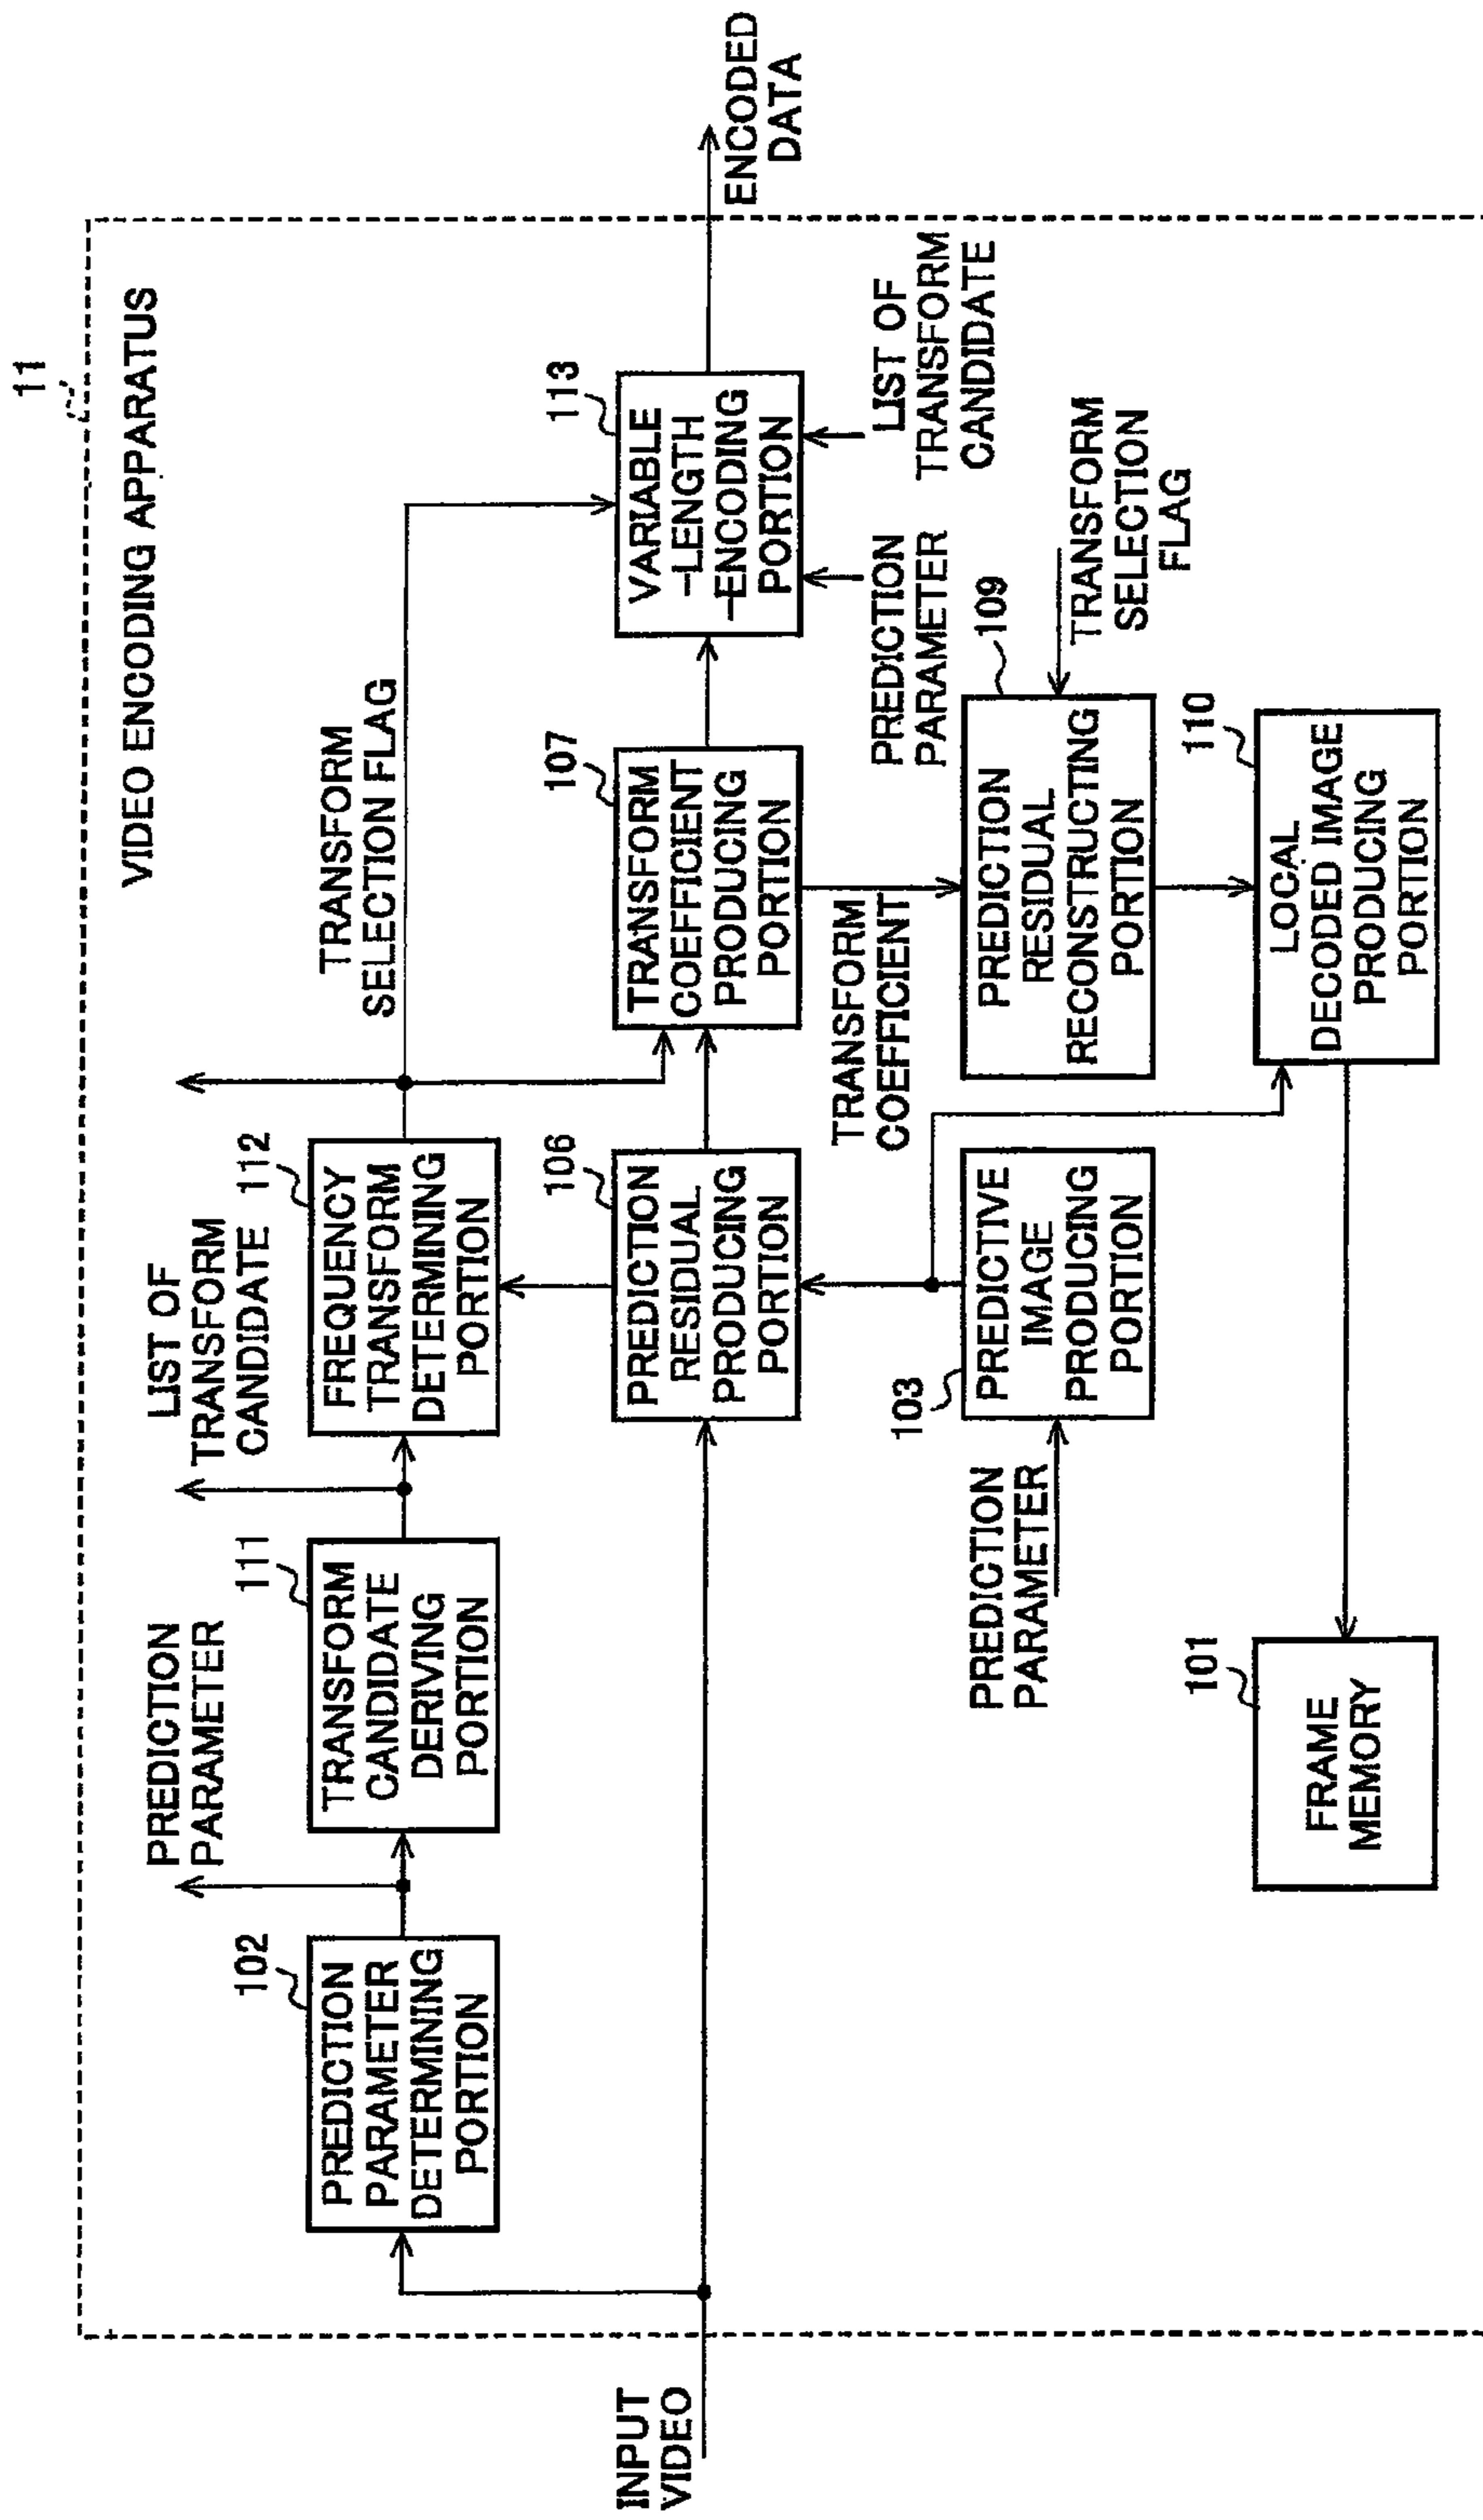 11
VIDEO ENCODING APPARATUS
PREDICTION
PARAMETER
LIST OF
TRANSFORM
CANDIDATE
TRANSFORM
SELECTION FLAG
102
PREDICTION
PARAMETER
DETERMINING
PORTION
111
TRANSFORM
CANDIDATE
DERIVING
PORTION
112
FREQUENCY
TRANSFORM
DETERMINING
PORTION
INPUT
VIDEO
106
PREDICTION
RESIDUAL
PRODUCING
PORTION
107
TRANSFORM
COEFFICIENT
PRODUCING
PORTION
113
VARIABLE
-LENGTH
-ENCODING
PORTION
ENCODED
DATA
TRANSFORM
COEFFICIENT
PREDICTION
PARAMETER
LIST OF
TRANSFORM
CANDIDATE
PREDICTION
PARAMETER
103
PREDICTIVE
IMAGE
PRODUCING
PORTION
109
PREDICTION
RESIDUAL
RECONSTRUCTING
PORTION
TRANSFORM
SELECTION
FLAG
101
FRAME
MEMORY
110
LOCAL
DECODED IMAGE
PRODUCING
PORTION